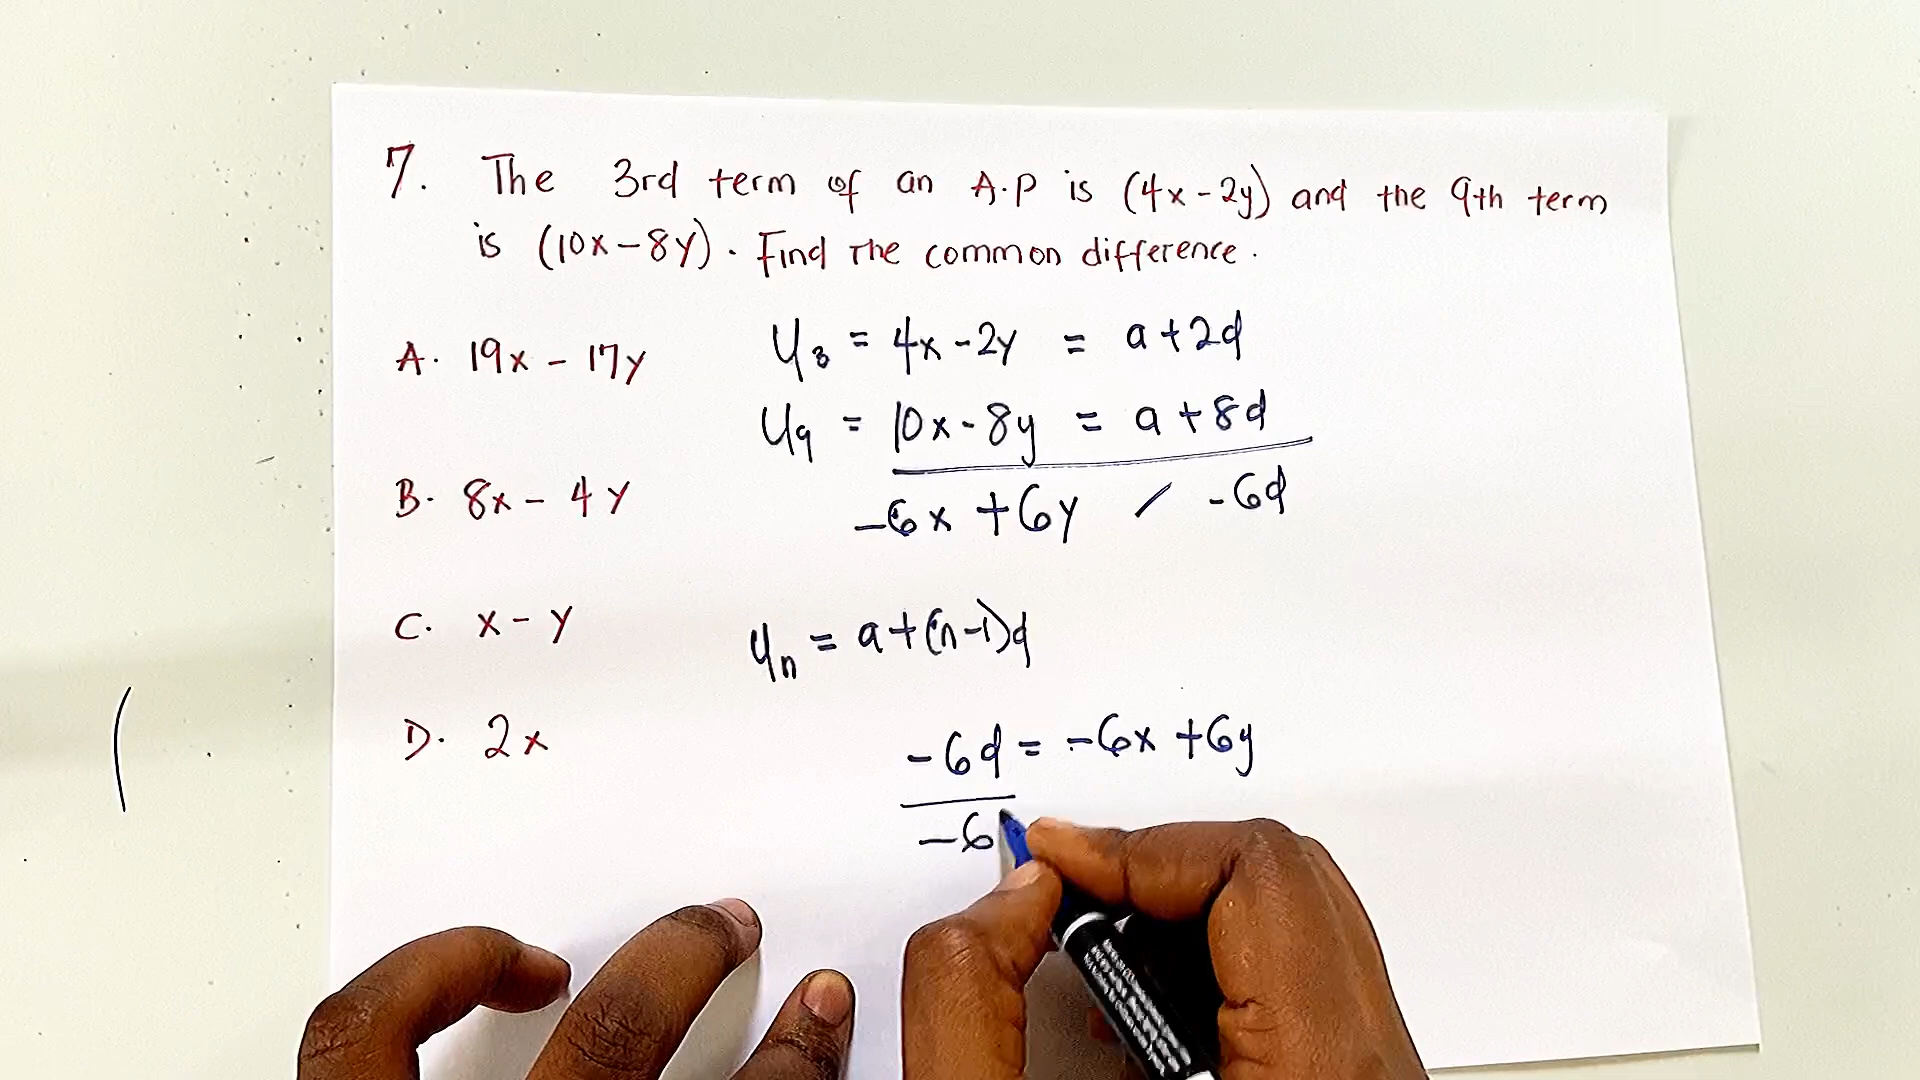 7. The 3rd term of an A.P is (4x - 2y) and the 9th term
is (10x - 8y). Find the common difference.
A. 19x - 17y
B. 8x - 4y
C. x - y
D. 2x
U₃ = 4x - 2y = a + 2d
U₉ = 10x - 8y = a + 8d
-6x + 6y / -6d
Uₙ = a + (n-1)d
-6d = -6x + 6y
-6